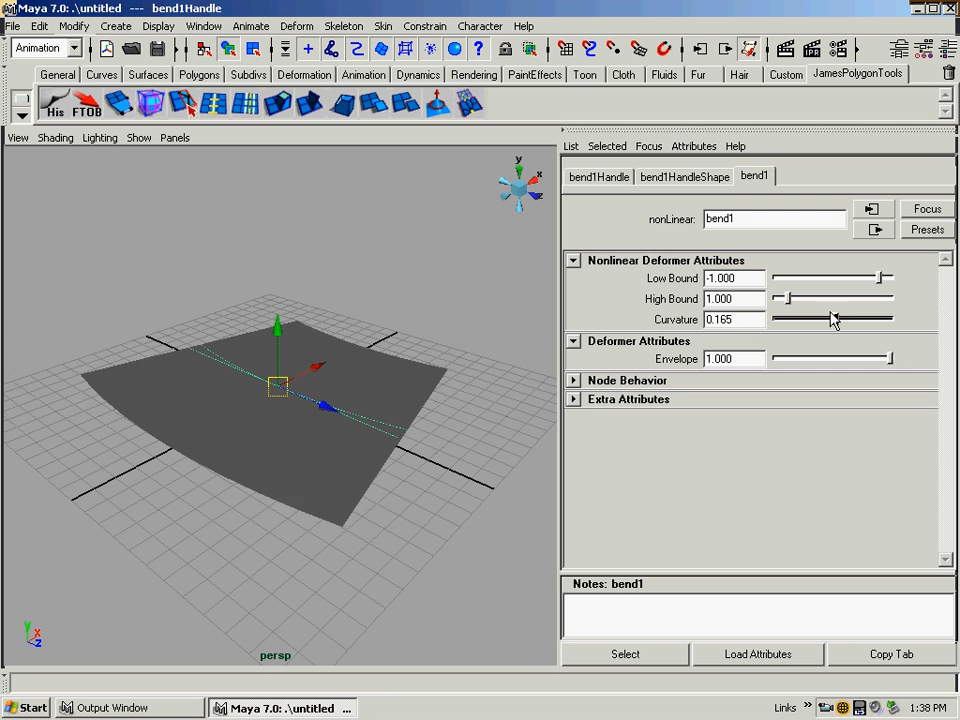 Maya 7.0: .\untitled --- bend1Handle
File Edit Modify Create Display Window Animate Deform Skeleton Skin Constrain Character Help
Animation
General Curves Surfaces Polygons Subdivs Deformation Animation Dynamics Rendering PaintEffects Toon Cloth Fluids Fur Hair Custom JamesPolygonTools
His FTOB
View Shading Lighting Show Panels
List Selected Focus Attributes Help
bend1Handle bend1HandleShape bend1
nonLinear: bend1
Focus
Presets
Nonlinear Deformer Attributes
Low Bound -1.000
High Bound 1.000
Curvature 0.165
Deformer Attributes
Envelope 1.000
Node Behavior
Extra Attributes
y
x
z
y
x
z
persp
Notes: bend1
Select Load Attributes Copy Tab
Start Output Window Maya 7.0: .\untitled ... Links » 1:38 PM